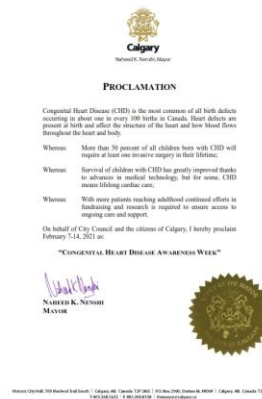 Calgary
Naheed K. Nenshi, Mayor
PROCLAMATION
Congenital Heart Disease (CHD) is the most common of all birth defects
occurring in about one in every 100 births in Canada. Heart defects are
present at birth and affect the structure of the heart and how blood flows
throughout the heart and body.
Whereas: More than 50 percent of all children born with CHD will
require at least one invasive surgery in their lifetime;
Whereas: Survival of children with CHD has greatly improved thanks
to advances in medical technology, but for some, CHD
means lifelong cardiac care;
Whereas: With more patients reaching adulthood continued efforts in
fundraising and research is required to ensure access to
ongoing care and support.
On behalf of City Council and the citizens of Calgary, I hereby proclaim
February 7-14, 2021 as:
"CONGENITAL HEART DISEASE AWARENESS WEEK"
NAHEED K. NENSHI
MAYOR